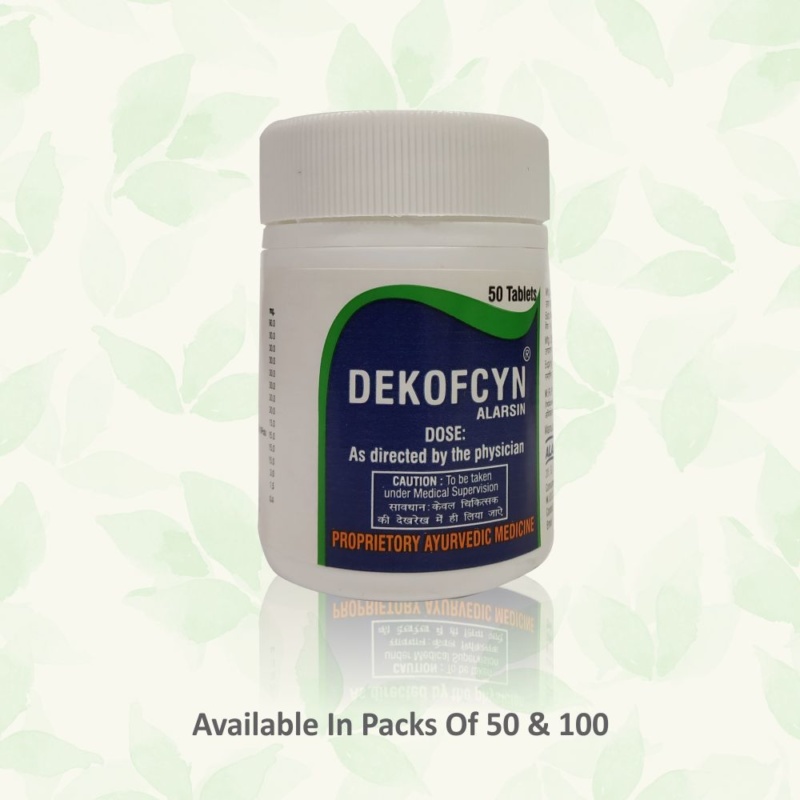 50 Tablets
DEKOFCYN®
ALARSIN
DOSE:
As directed by the physician
CAUTION : To be taken
under Medical Supervision
सावधान : केवल चिकित्सक
की देखरेख में ही लिया जाऐ
PROPRIETORY AYURVEDIC MEDICINE
Available In Packs Of 50 & 100